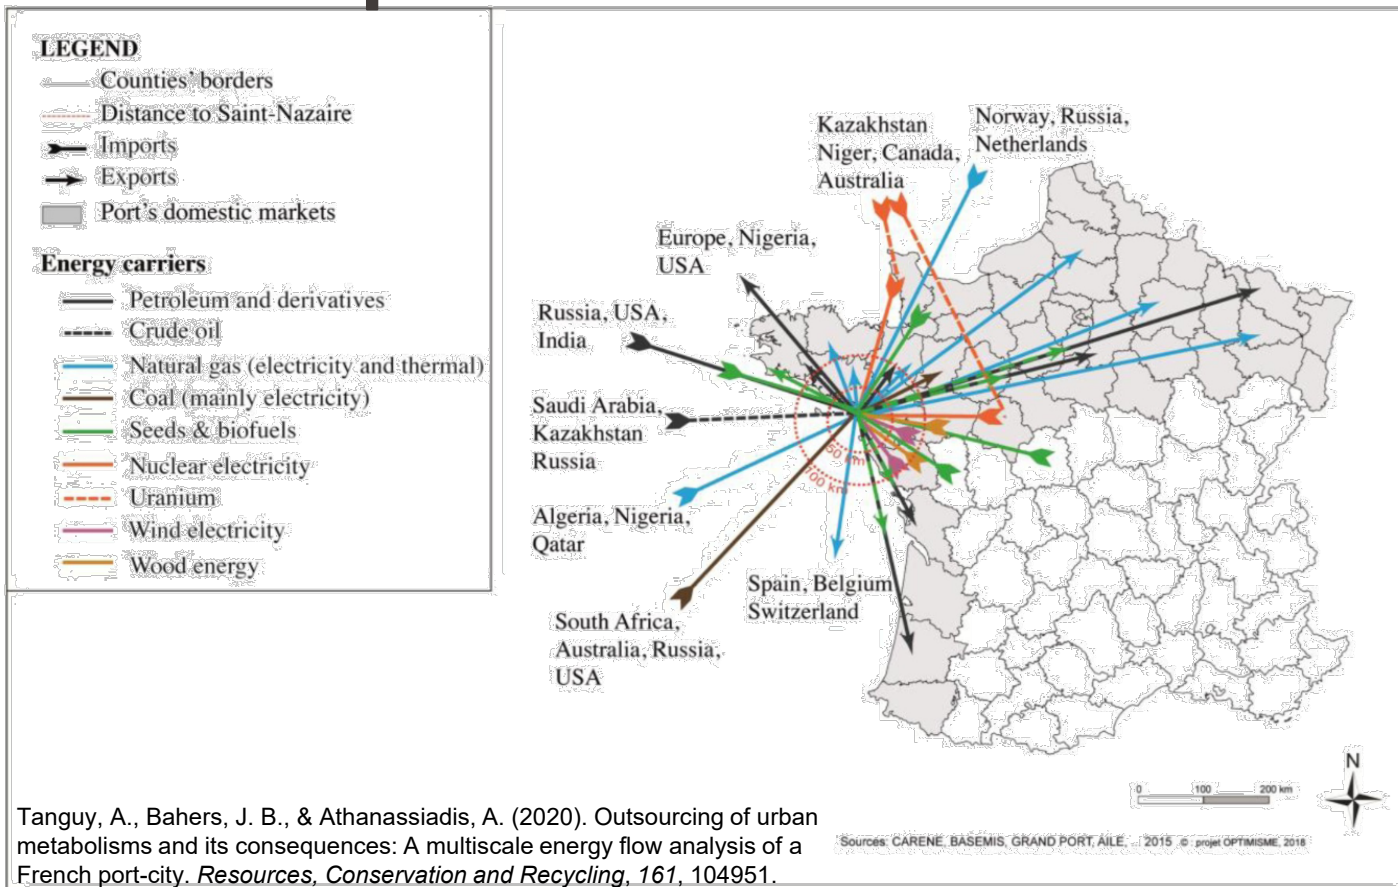 LEGEND
Counties' borders
Distance to Saint-Nazaire
Imports
Exports
Port's domestic markets
Energy carriers
Petroleum and derivatives
Crude oil
Natural gas (electricity and thermal)
Coal (mainly electricity)
Seeds & biofuels
Nuclear electricity
Uranium
Wind electricity
Wood energy
Kazakhstan
Niger, Canada,
Australia
Norway, Russia,
Netherlands
Europe, Nigeria,
USA
Russia, USA,
India
Saudi Arabia,
Kazakhstan
Russia
Algeria, Nigeria,
Qatar
South Africa,
Australia, Russia,
USA
Spain, Belgium
Switzerland
50 km
100 km
N
0 100 200 km
Tanguy, A., Bahers, J. B., & Athanassiadis, A. (2020). Outsourcing of urban
metabolisms and its consequences: A multiscale energy flow analysis of a
French port-city. Resources, Conservation and Recycling, 161, 104951.
Sources: CARENE, BASEMIS, GRAND PORT, AILE, .. 2015 © : projet OPTIMISME, 2018